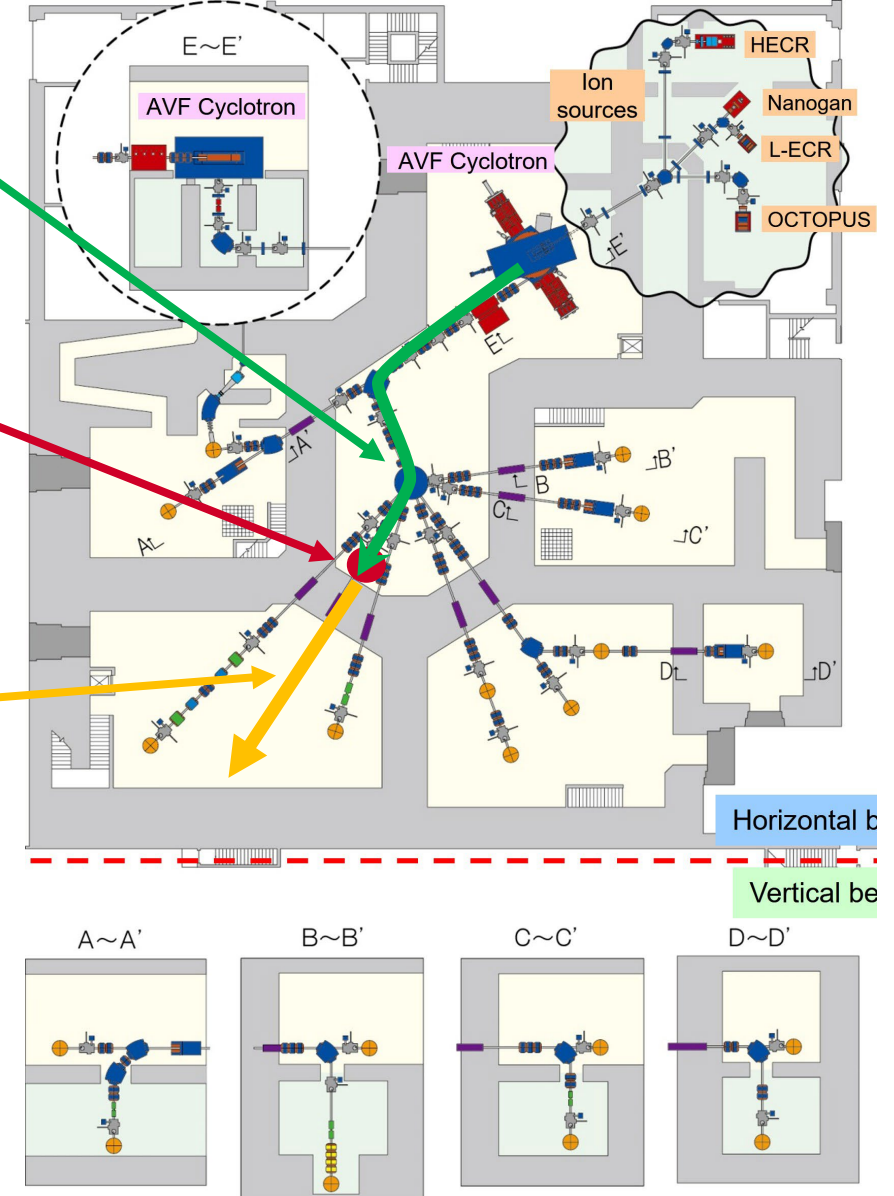 E~E'
AVF Cyclotron
AVF Cyclotron
Ion
sources
HECR
Nanogan
L-ECR
OCTOPUS
E'
E
A'
A
B
B'
C
C'
D
D'
Horizontal b
Vertical be
A~A'
B~B'
C~C'
D~D'